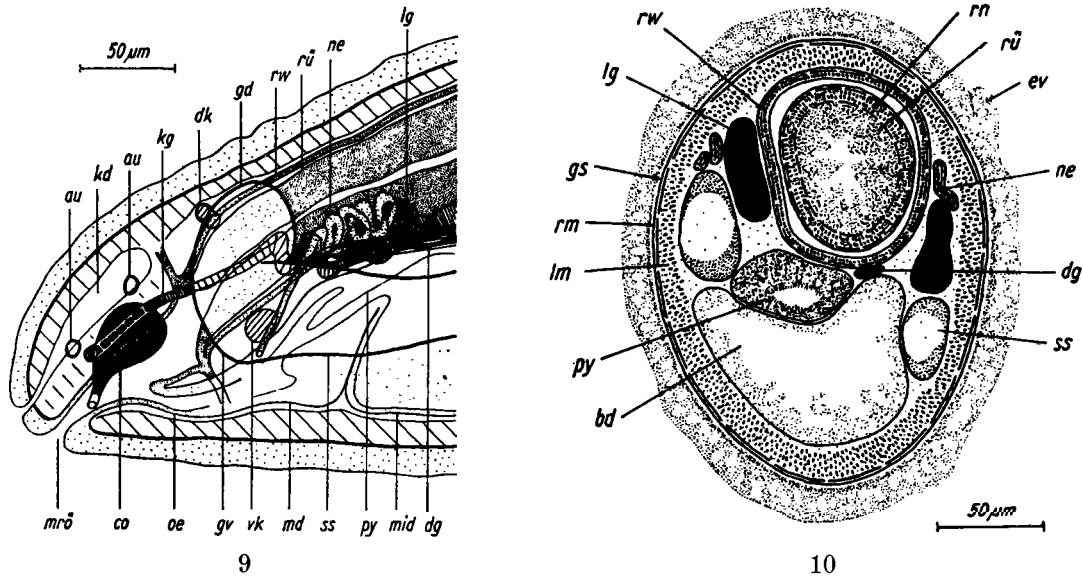 50 µm
au
kd
au
kg
dk
gd
rw
rü
ne
lg
mrö
co
oe
gv
vk
md
ss
py
mid
dg
9
rw
lg
gs
rm
lm
py
bd
rn
rü
ev
ne
dg
ss
50 µm
10